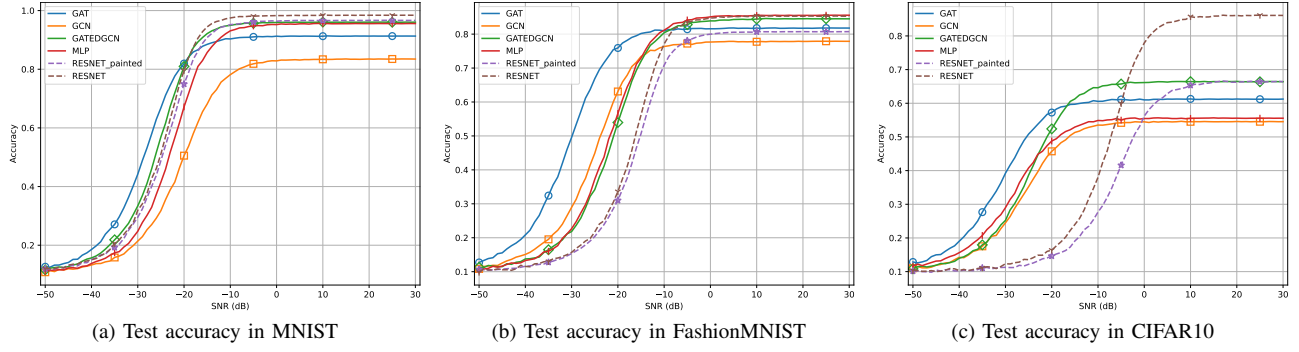 GAT
GCN
GATEDGCN
MLP
RESNET_painted
RESNET
1.0
0.8
0.6
0.4
0.2
Accuracy
−50 −40 −30 −20 −10 0 10 20 30
SNR (dB)
(a) Test accuracy in MNIST
GAT
GCN
GATEDGCN
MLP
RESNET_painted
RESNET
0.9
0.8
0.7
0.6
0.5
0.4
0.3
0.2
0.1
Accuracy
−50 −40 −30 −20 −10 0 10 20 30
SNR (dB)
(b) Test accuracy in FashionMNIST
GAT
GCN
GATEDGCN
MLP
RESNET_painted
RESNET
0.9
0.8
0.7
0.6
0.5
0.4
0.3
0.2
0.1
Accuracy
−50 −40 −30 −20 −10 0 10 20 30
SNR (dB)
(c) Test accuracy in CIFAR10